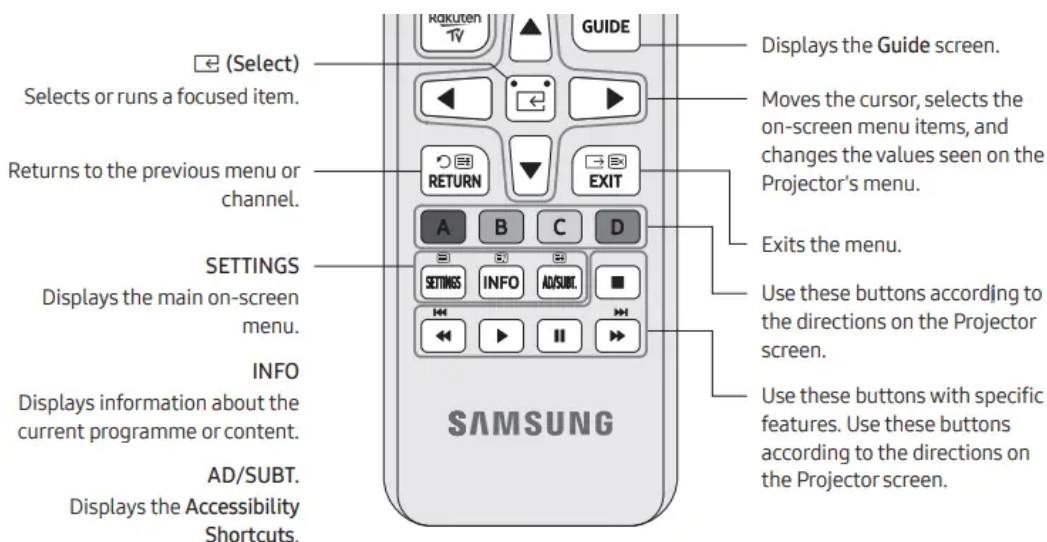 Rakuten
TV
GUIDE
(Select)
Selects or runs a focused item.
Returns to the previous menu or
channel.
SETTINGS
Displays the main on-screen
menu.
INFO
Displays information about the
current programme or content.
AD/SUBT.
Displays the Accessibility
Shortcuts.
RETURN
EXIT
A B C D
SETTINGS INFO AD/SUBT.
SAMSUNG
Displays the Guide screen.
Moves the cursor, selects the
on-screen menu items, and
changes the values seen on the
Projector's menu.
Exits the menu.
Use these buttons according to
the directions on the Projector
screen.
Use these buttons with specific
features. Use these buttons
according to the directions on
the Projector screen.